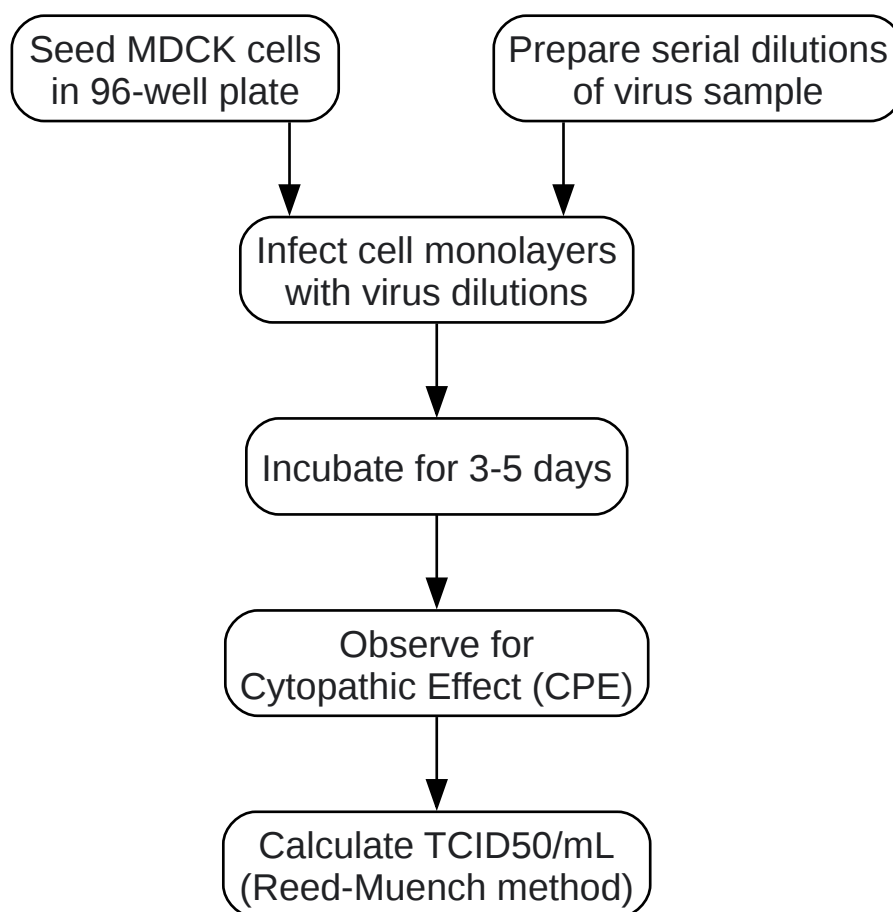 Seed MDCK cells
in 96-well plate
Prepare serial dilutions
of virus sample
Infect cell monolayers
with virus dilutions
Incubate for 3-5 days
Observe for
Cytopathic Effect (CPE)
Calculate TCID50/mL
(Reed-Muench method)